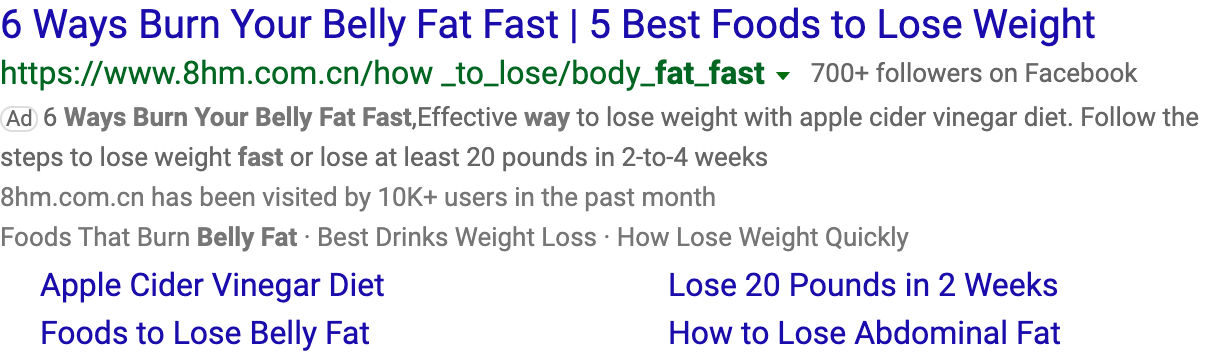 6 Ways Burn Your Belly Fat Fast | 5 Best Foods to Lose Weight
https://www.8hm.com.cn/how _to_lose/body_fat_fast 700+ followers on Facebook
Ad 6 Ways Burn Your Belly Fat Fast,Effective way to lose weight with apple cider vinegar diet. Follow the
steps to lose weight fast or lose at least 20 pounds in 2-to-4 weeks
8hm.com.cn has been visited by 10K+ users in the past month
Foods That Burn Belly Fat · Best Drinks Weight Loss · How Lose Weight Quickly
Apple Cider Vinegar Diet Lose 20 Pounds in 2 Weeks
Foods to Lose Belly Fat How to Lose Abdominal Fat